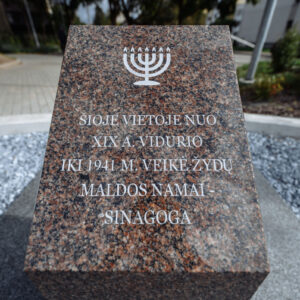 ŠIOJE VIETOJE NUO
XIX A. VIDURIO
IKI 1941 M. VEIKĖ ŽYDŲ
MALDOS NAMAI -
SINAGOGA